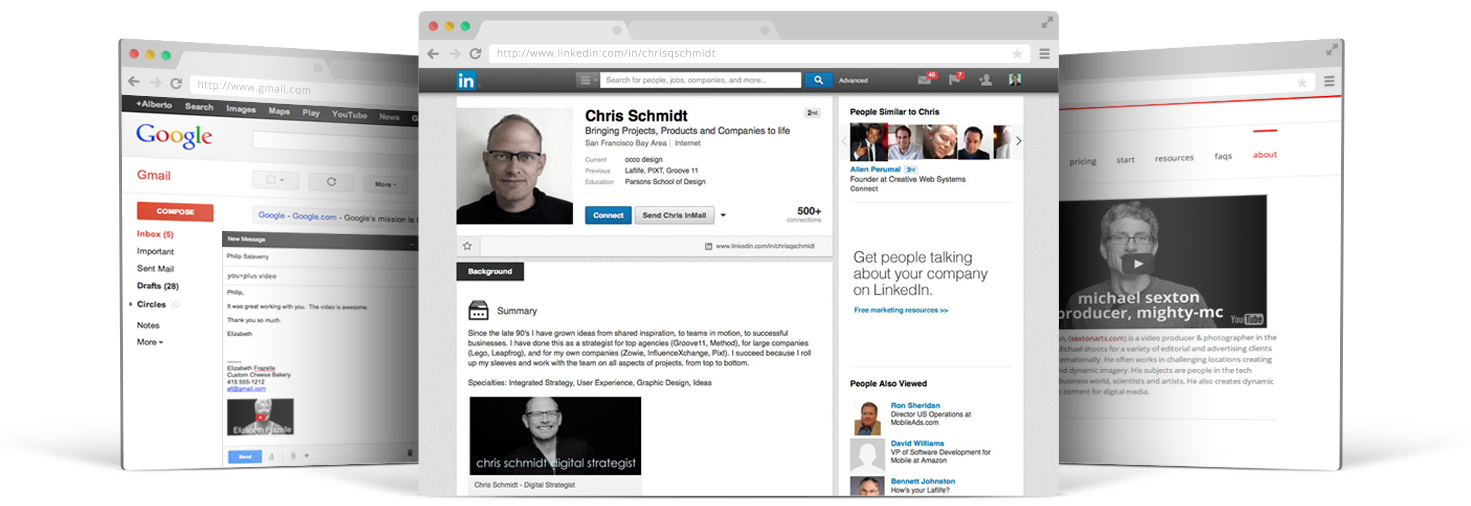 http://www.gmail.com
+Alberto Search Images Maps Play YouTube News G
Google
Gmail
More
COMPOSE
Google - Google.com - Google's mission is t
Inbox (5)
Important
Sent Mail
Drafts (28)
Circles
Notes
More
New Message
Philip Salaverry
you+plus video
Philip,
It was great working with you. The video is awesome.
Thank you so much.
Elizabeth
Elizabeth Frazelle
Custom Cheese Bakery
415 555-1212
ef@gmail.com
Elizabeth Frazelle
Send
http://www.linkedin.com/in/chrisqschmidt
in
Search for people, jobs, companies, and more...
Advanced
46
7
Chris Schmidt
2nd
Bringing Projects, Products and Companies to life
San Francisco Bay Area | Internet
Current occo design
Previous Laflife, PIXT, Groove 11
Education Parsons School of Design
Connect
Send Chris InMail
500+
connections
www.linkedin.com/in/chrisqschmidt
Background
Summary
Since the late 90's I have grown ideas from shared inspiration, to teams in motion, to successful
businesses. I have done this as a strategist for top agencies (Groove11, Method), for large companies
(Lego, Leapfrog), and for my own companies (Zowie, InfluenceXchange, Pixt). I succeed because I roll
up my sleeves and work with the team on all aspects of projects, from top to bottom.
Specialties: Integrated Strategy, User Experience, Graphic Design, Ideas
chris schmidt digital strategist
Chris Schmidt - Digital Strategist
People Similar to Chris
Allen Perumal 3rd
Founder at Creative Web Systems
Connect
Get people talking
about your company
on LinkedIn.
Free marketing resources >>
People Also Viewed
Ron Sheridan
Director US Operations at
MobileAds.com
David Williams
VP of Software Development for
Mobile at Amazon
Bennett Johnston
How's your Laflife?
pricing start resources faqs about
michael sexton
producer, mighty-mc
YouTube
n, (sextonarts.com) is a video producer & photographer in the
Michael shoots for a variety of editorial and advertising clients
ernationally. He often works in challenging locations creating
nd dynamic imagery. His subjects are people in the tech
business world, scientists and artists. He also creates dynamic
content for digital media.